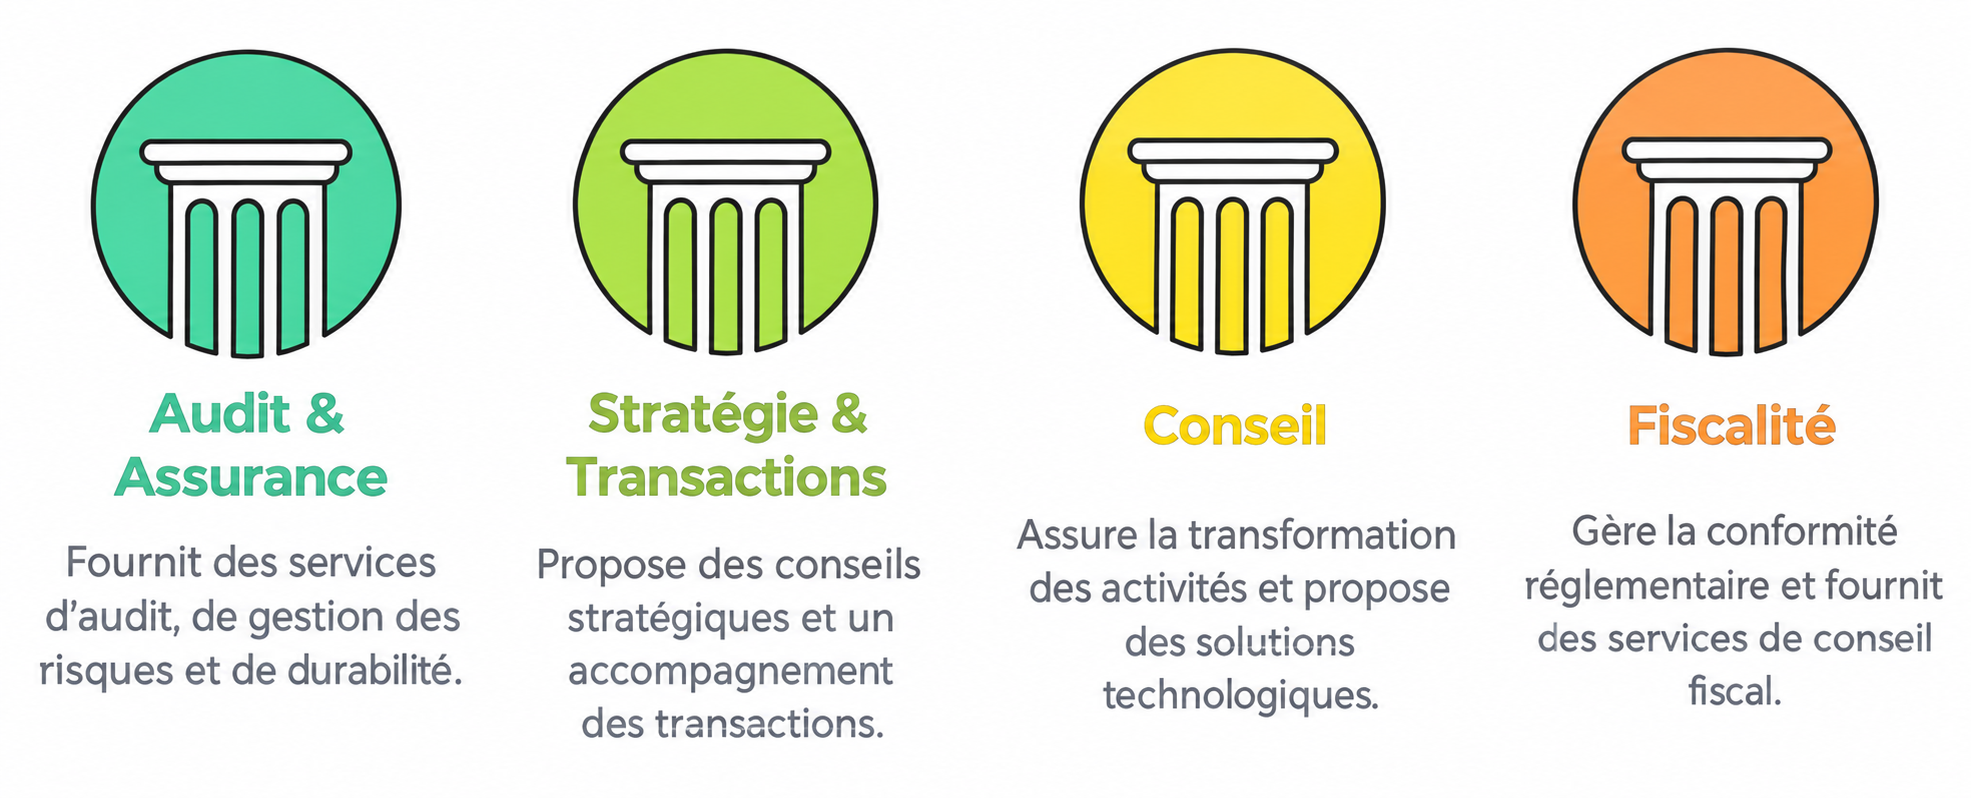 Audit &
Assurance
Fournit des services
d'audit, de gestion des
risques et de durabilité.
Stratégie &
Transactions
Propose des conseils
stratégiques et un
accompagnement
des transactions.
Conseil
Assure la transformation
des activités et propose
des solutions
technologiques.
Fiscalité
Gère la conformité
réglementaire et fournit
des services de conseil
fiscal.